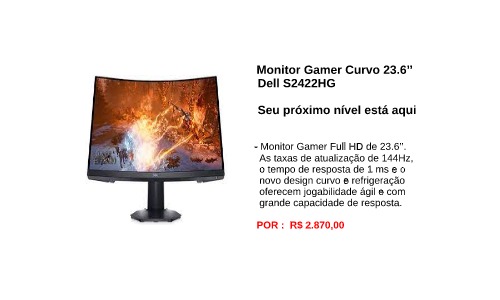 Monitor Gamer Curvo 23.6’’
Dell S2422HG
Seu próximo nível está aqui
- Monitor Gamer Full HD de 23.6’’.
As taxas de atualização de 144Hz,
o tempo de resposta de 1 ms e o
novo design curvo e refrigeração
oferecem jogabilidade ágil e com
grande capacidade de resposta.
POR : R$ 2.870,00